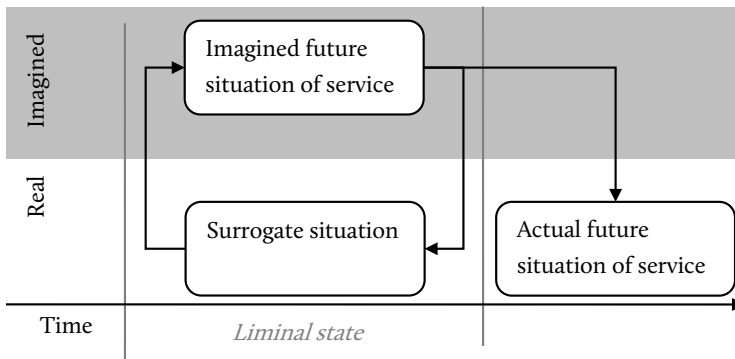 Imagined
Imagined future
situation of service
Real
Surrogate situation
Actual future
situation of service
Time
Liminal state